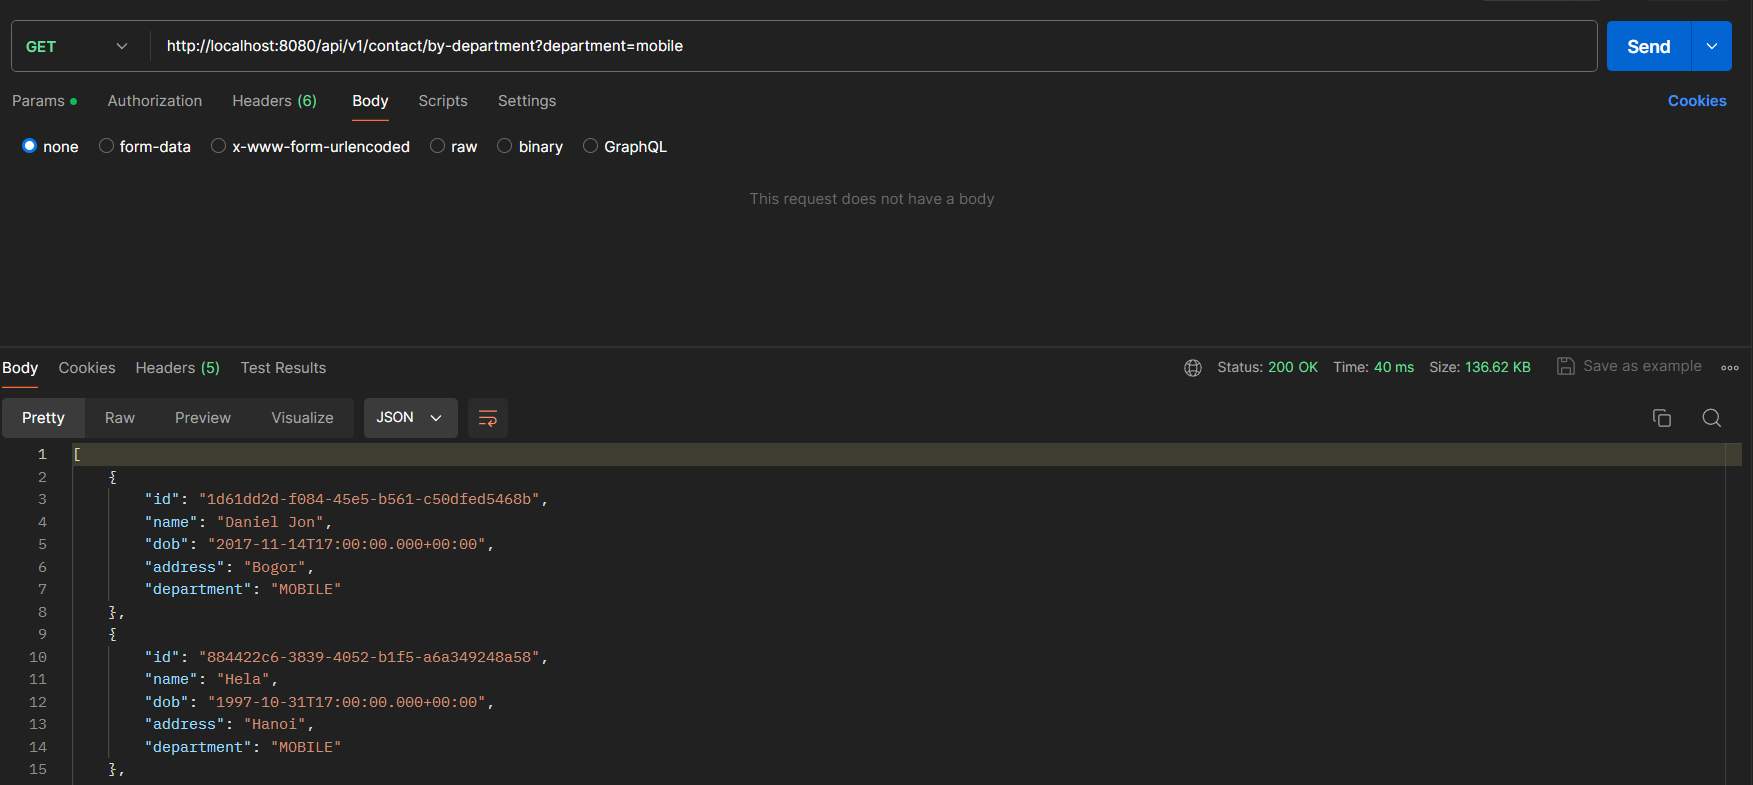 GET http://localhost:8080/api/v1/contact/by-department?department=mobile Send
Params Authorization Headers (6) Body Scripts Settings Cookies
none form-data x-www-form-urlencoded raw binary GraphQL
This request does not have a body
Body Cookies Headers (5) Test Results Status: 200 OK Time: 40 ms Size: 136.62 KB Save as example
Pretty Raw Preview Visualize JSON
1 [
2 {
3 "id": "1d61dd2d-f084-45e5-b561-c50dfed5468b",
4 "name": "Daniel Jon",
5 "dob": "2017-11-14T17:00:00.000+00:00",
6 "address": "Bogor",
7 "department": "MOBILE"
8 },
9 {
10 "id": "884422c6-3839-4052-b1f5-a6a349248a58",
11 "name": "Hela",
12 "dob": "1997-10-31T17:00:00.000+00:00",
13 "address": "Hanoi",
14 "department": "MOBILE"
15 },